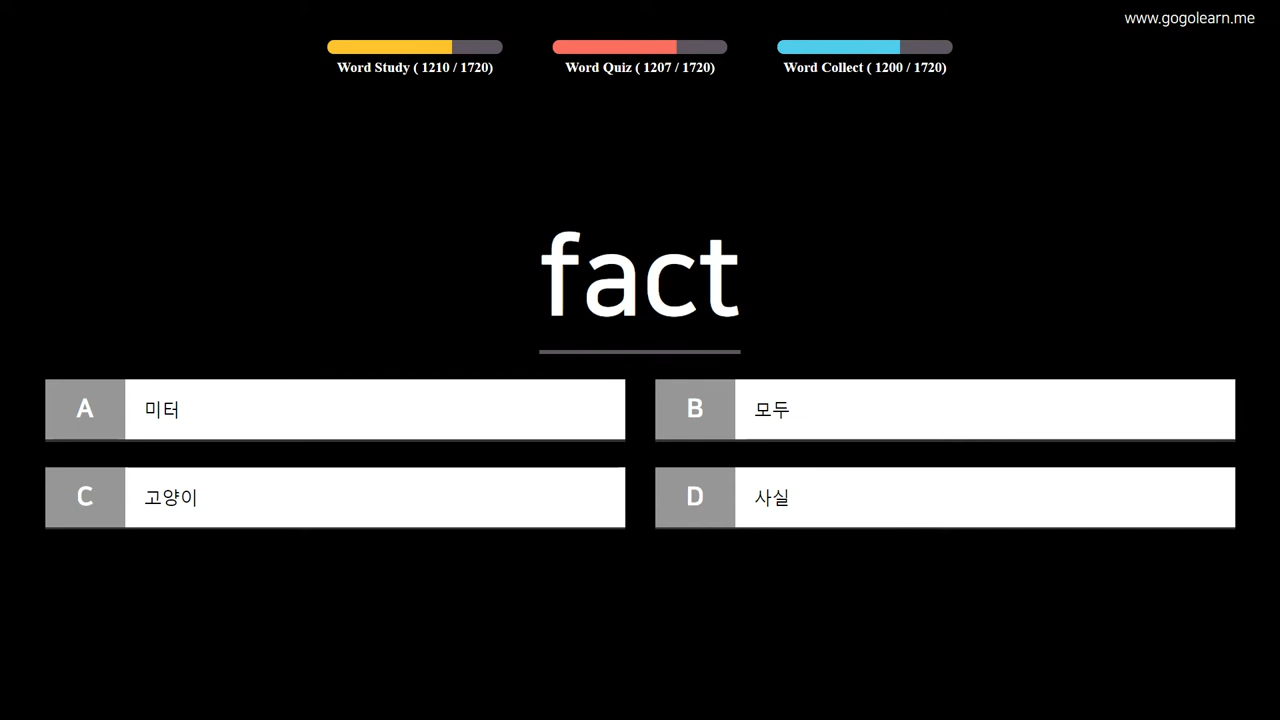 www.gogolearn.me
Word Study ( 1210 / 1720) Word Quiz ( 1207 / 1720) Word Collect ( 1200 / 1720)
fact
A 미터 B 모두
C 고양이 D 사실